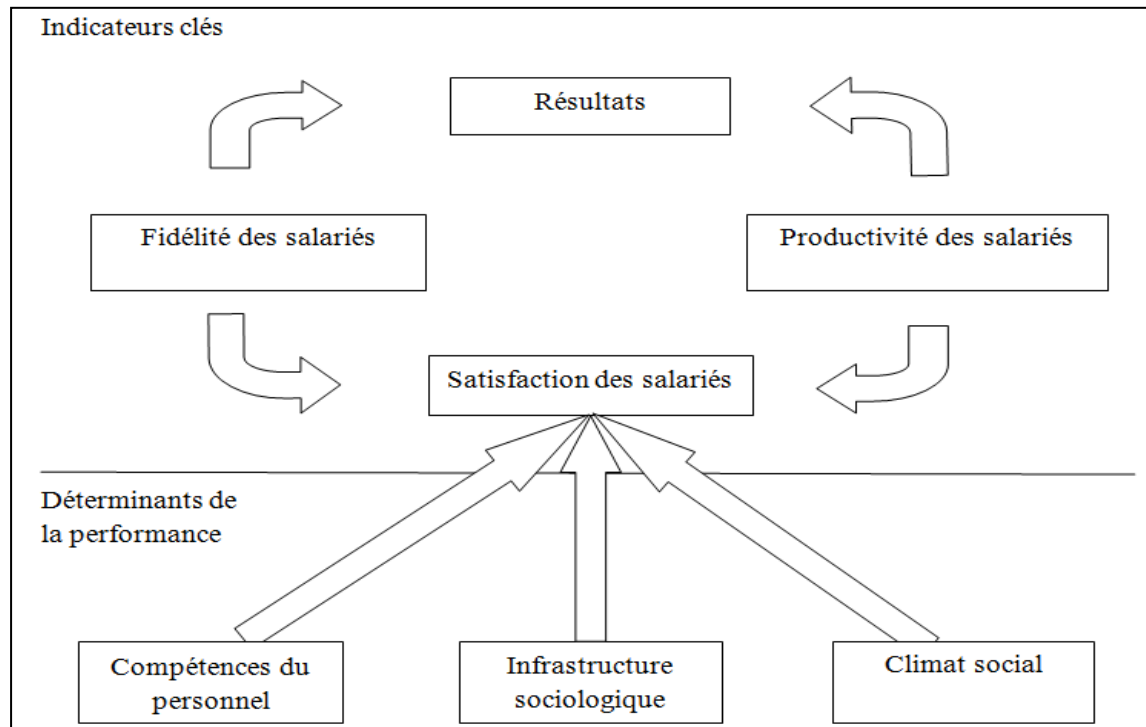 Indicateurs clés
Résultats
Fidélité des salariés
Productivité des salariés
Satisfaction des salariés
Déterminants de
la performance
Compétences du
personnel
Infrastructure
sociologique
Climat social